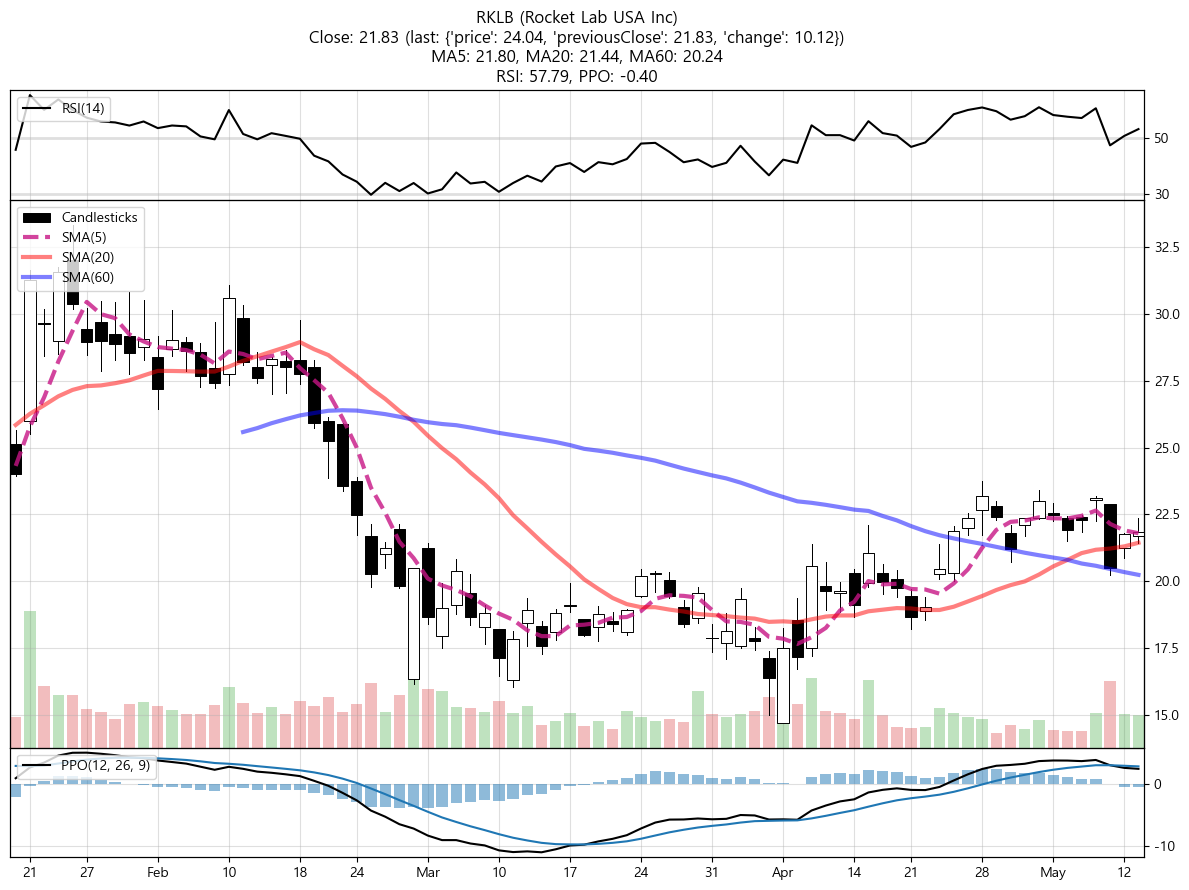 RKLB (Rocket Lab USA Inc)
Close: 21.83 (last: {'price': 24.04, 'previousClose': 21.83, 'change': 10.12})
MA5: 21.80, MA20: 21.44, MA60: 20.24
RSI: 57.79, PPO: -0.40
RSI(14)
50
30
Candlesticks
SMA(5)
SMA(20)
SMA(60)
32.5
30.0
27.5
25.0
22.5
20.0
17.5
15.0
PPO(12, 26, 9)
0
-10
21 27 Feb 10 18 24 Mar 10 17 24 31 Apr 14 21 28 May 12